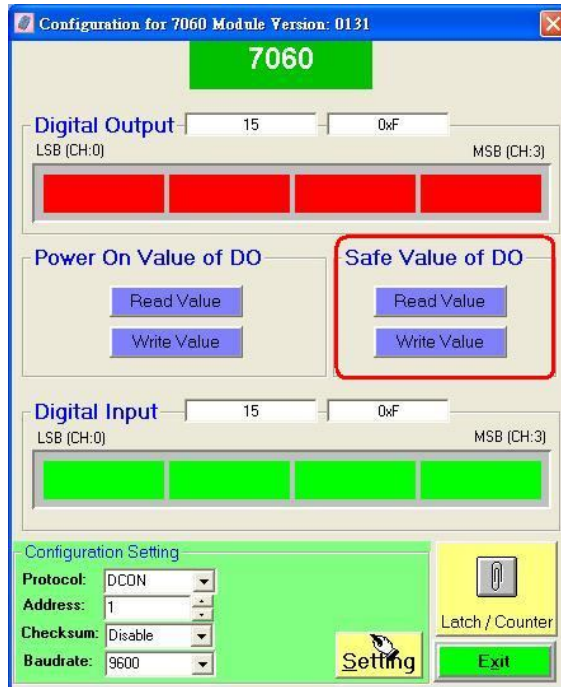 Configuration for 7060 Module Version: 0131
7060
Digital Output 15 0xF
LSB (CH:0) MSB (CH:3)
Power On Value of DO
Read Value
Write Value
Safe Value of DO
Read Value
Write Value
Digital Input 15 0xF
LSB (CH:0) MSB (CH:3)
Configuration Setting
Protocol: DCON
Address: 1
Checksum: Disable
Baudrate: 9600
Setting
Latch / Counter
Exit